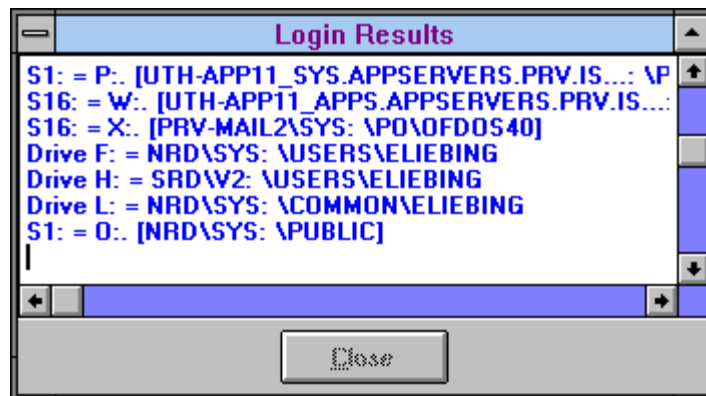 Login Results
S1: = P:. [UTH-APP11_SYS.APPSERVERS.PRV.IS...: \P
S16: = W:. [UTH-APP11_APPS.APPSERVERS.PRV.IS...:
S16: = X:. [PRV-MAIL2\SYS: \PO\OFDOS40]
Drive F: = NRD\SYS: \USERS\ELIEBING
Drive H: = SRD\V2: \USERS\ELIEBING
Drive L: = NRD\SYS: \COMMON\ELIEBING
S1: = O:. [NRD\SYS: \PUBLIC]
Close